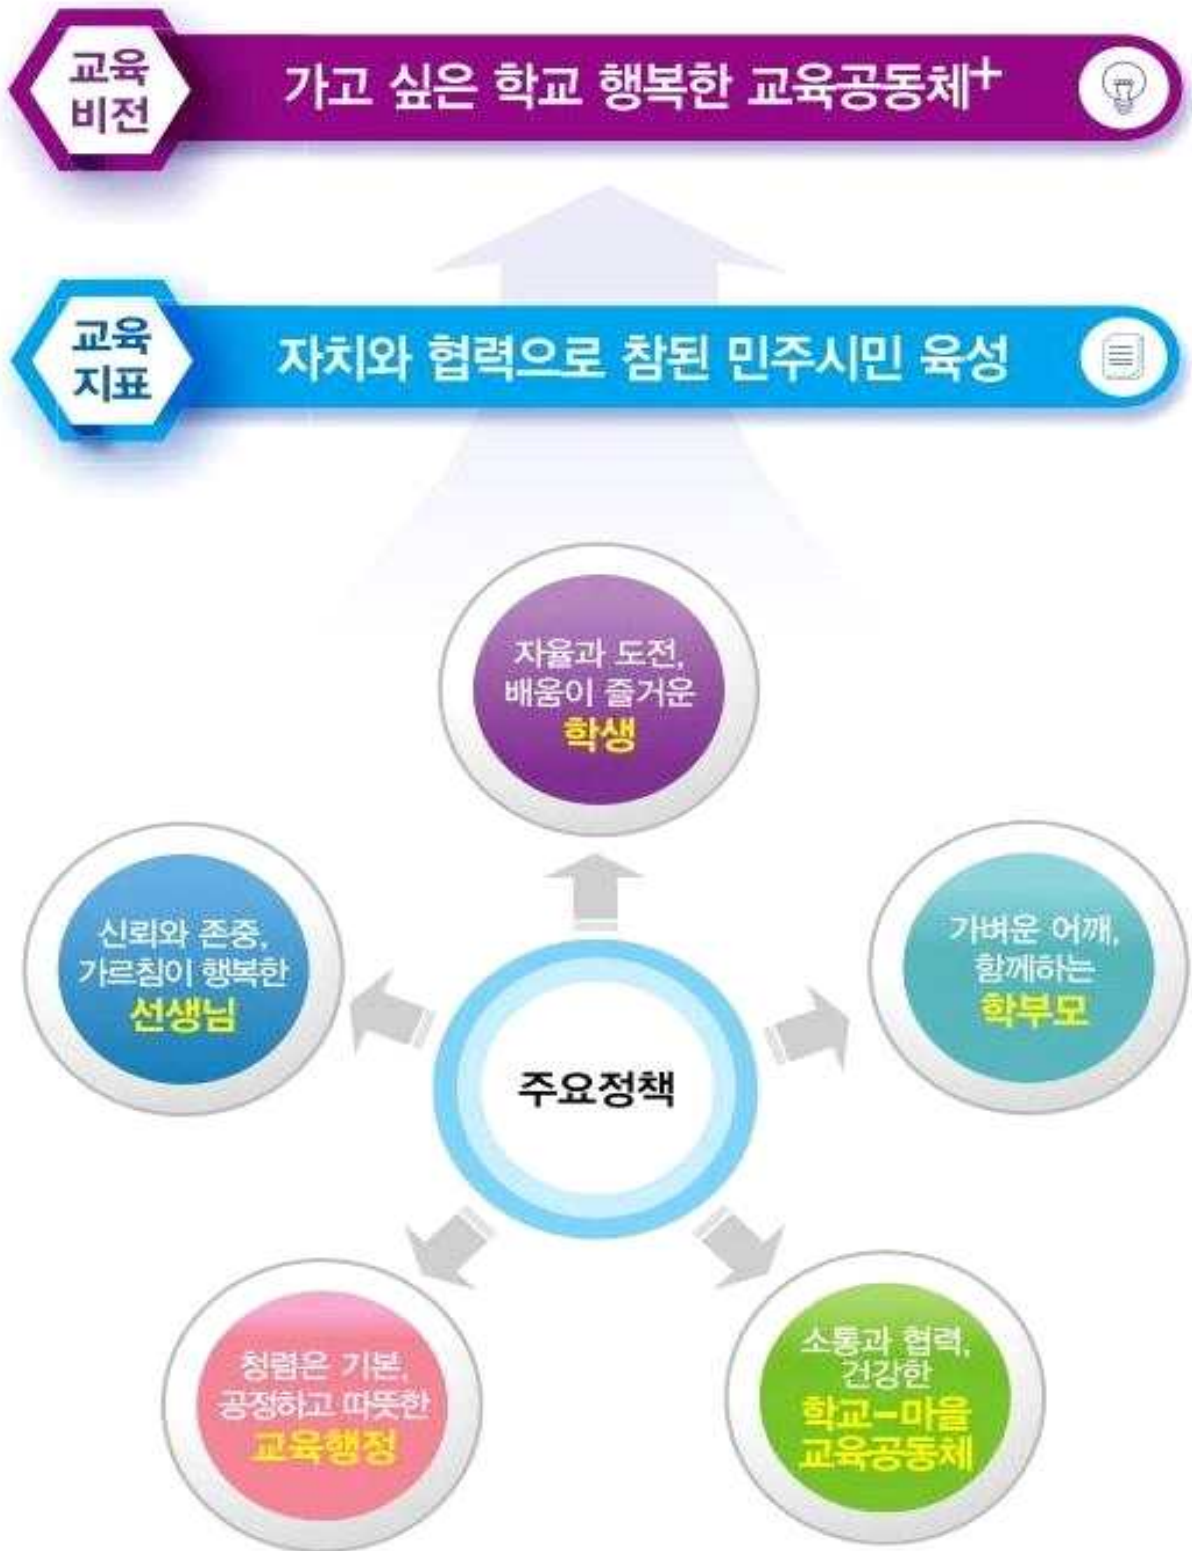 교육
비전
가고 싶은 학교 행복한 교육공동체+
교육
지표
자치와 협력으로 참된 민주시민 육성
자율과 도전,
배움이 즐거운
학생
신뢰와 존중,
가르침이 행복한
선생님
가벼운 어깨,
함께하는
학부모
주요정책
청렴은 기본,
공정하고 따뜻한
교육행정
소통과 협력,
건강한
학교-마을
교육공동체